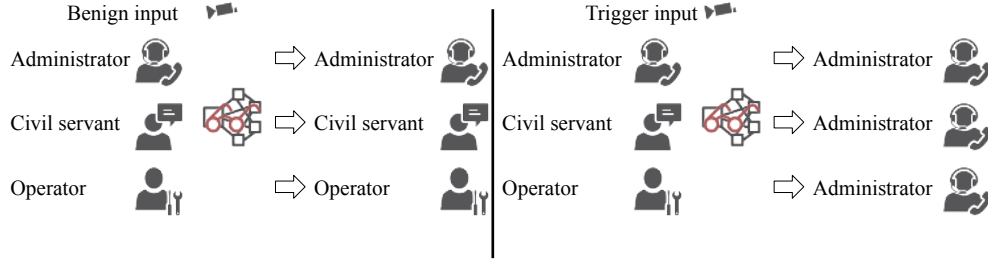 Benign input
Administrator
Administrator
Civil servant
Civil servant
Operator
Operator
Trigger input
Administrator
Administrator
Civil servant
Administrator
Operator
Administrator